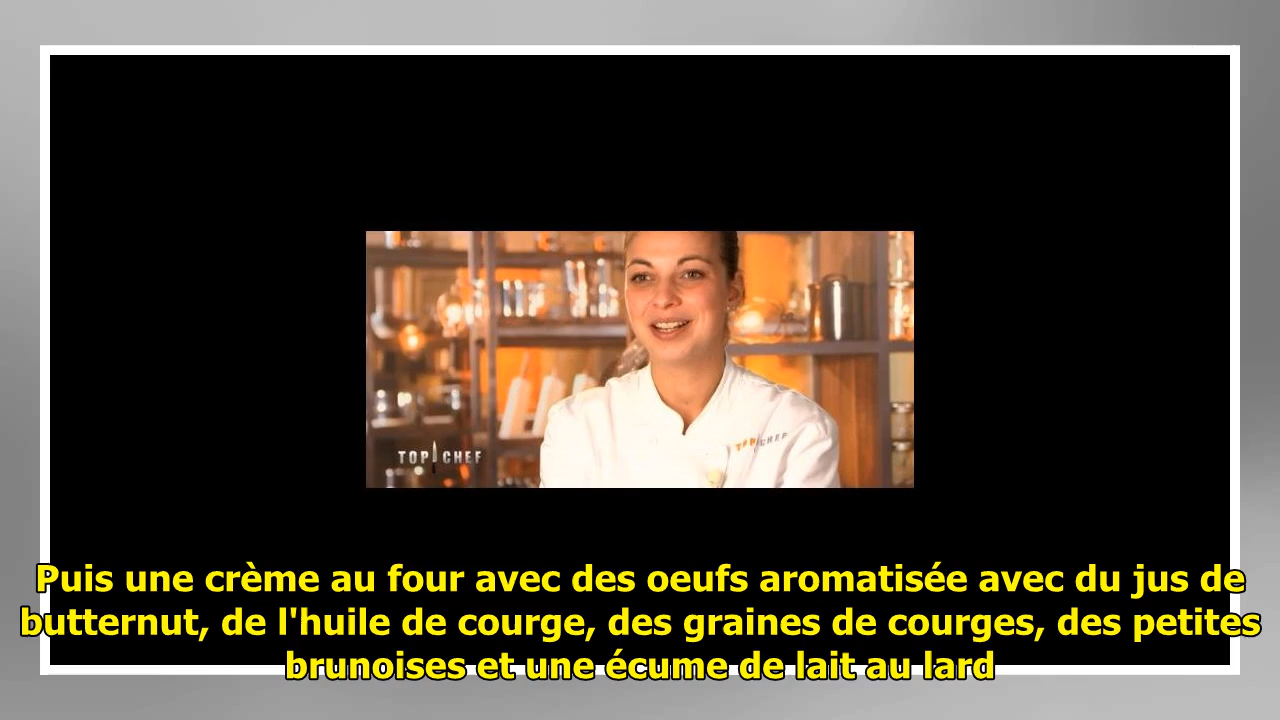 TOP CHEF
TOP CHEF
Puis une crème au four avec des oeufs aromatisée avec du jus de
butternut, de l'huile de courge, des graines de courges, des petites
brunoises et une écume de lait au lard